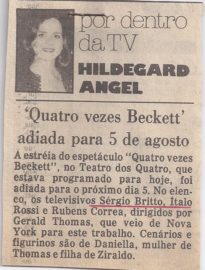 por dentro
da TV
HILDEGARD
ANGEL
'Quatro vezes Beckett'
adiada para 5 de agosto
A estréia do espetáculo "Quatro vezes
Beckett", no Teatro dos Quatro, que
estava programado para hoje, foi
adiada para o próximo dia 5. No elen-
co, os televisivos Sérgio Britto, Ítalo
Rossi e Rubens Correa, dirigidos por
Gerald Thomas, que veio de Nova
York para este trabalho. Cenários e
figurinos são de Daniella, mulher de
Thomas e filha de Ziraldo.